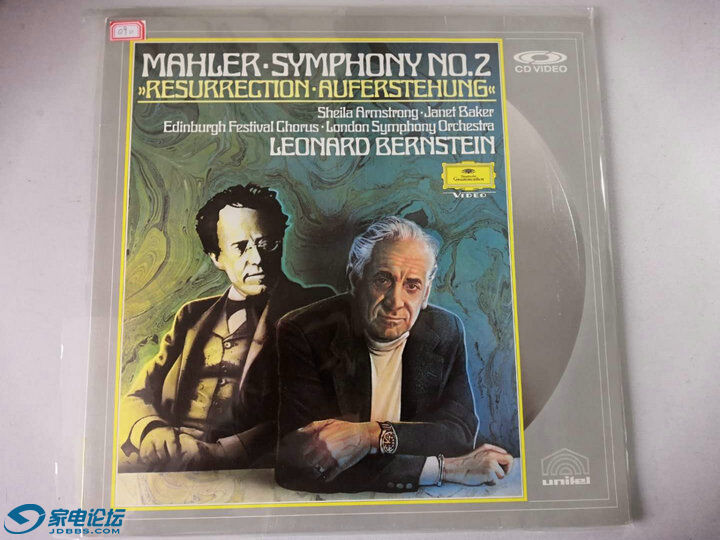 090
MAHLER·SYMPHONY NO.2
»RESURRECTION·AUFERSTEHUNG«
Sheila Armstrong·Janet Baker
Edinburgh Festival Chorus·London Symphony Orchestra
LEONARD BERNSTEIN
Deutsche
Grammophon
VIDEO
CD VIDEO
unitel
家电论坛
JDBBS.COM